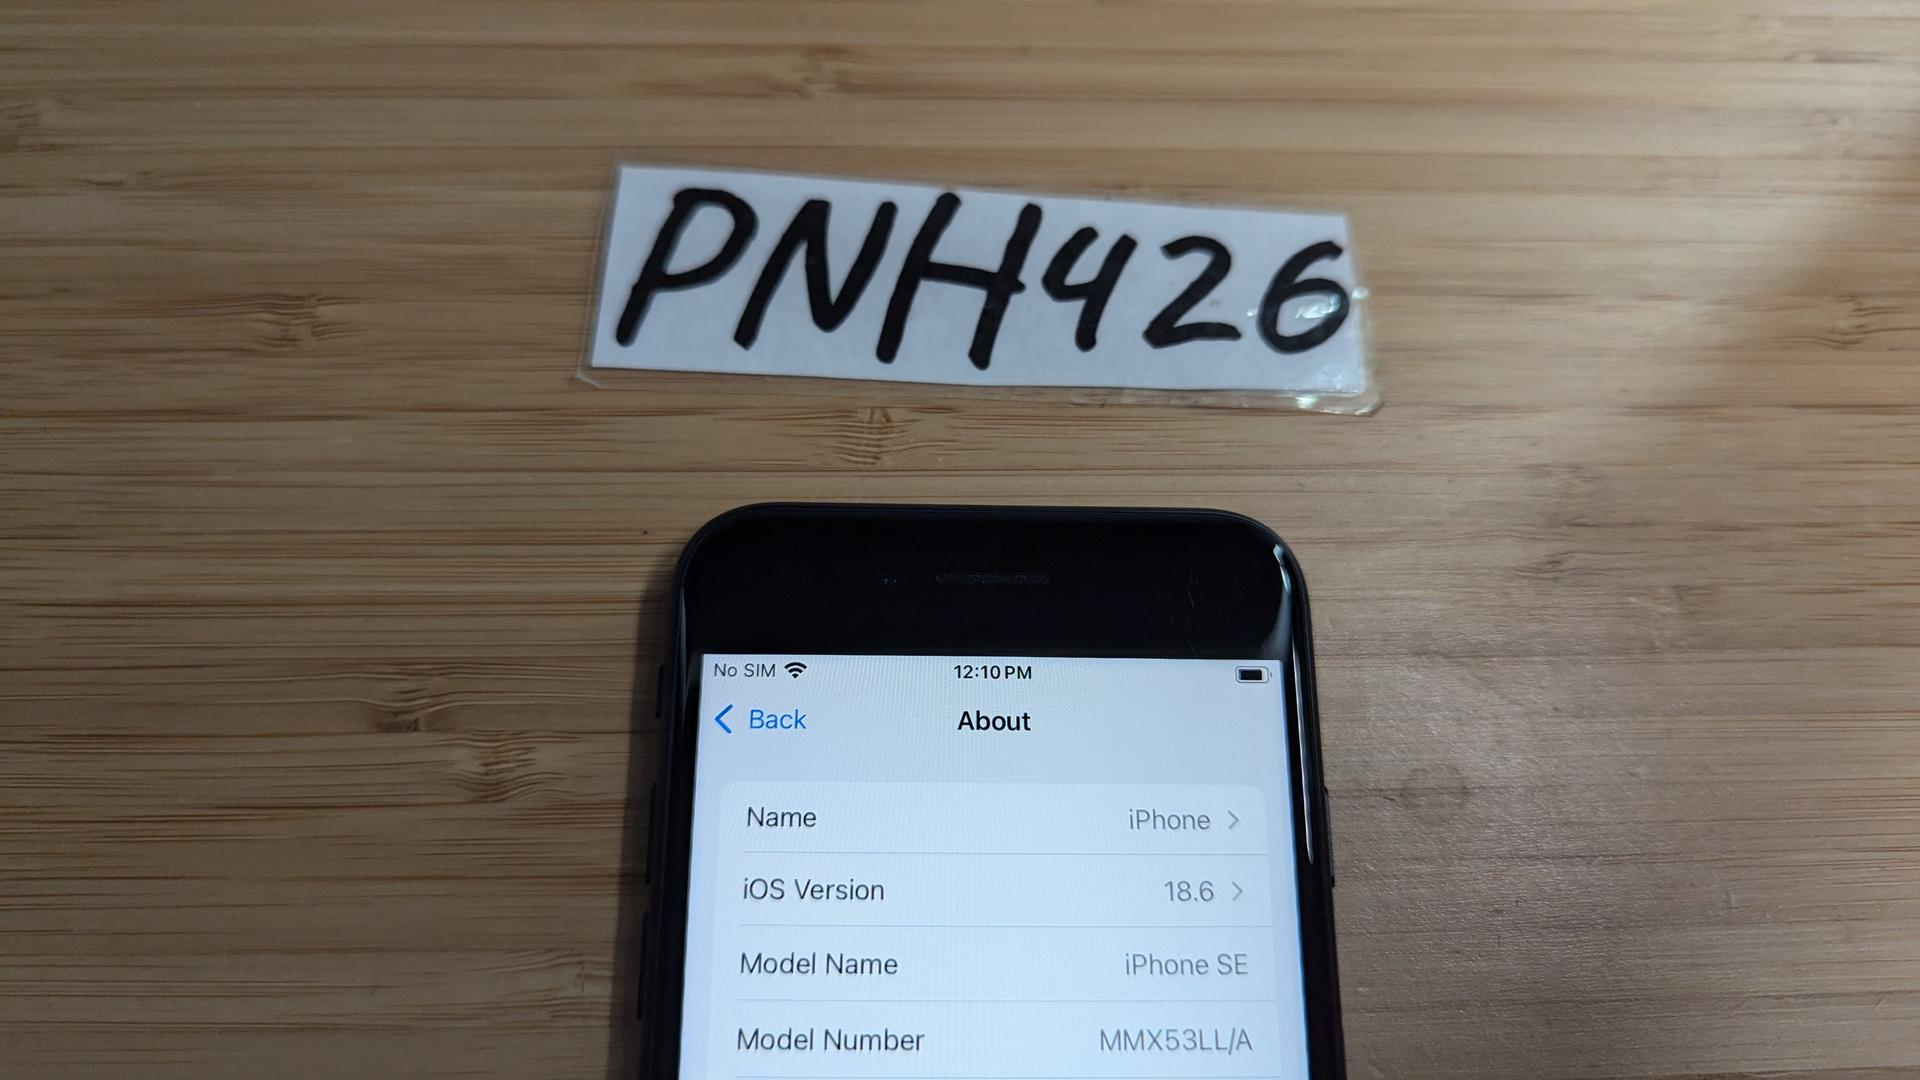 PNH426
No SIM 12:10 PM
Back About
Name iPhone
iOS Version 18.6
Model Name iPhone SE
Model Number MMX53LL/A